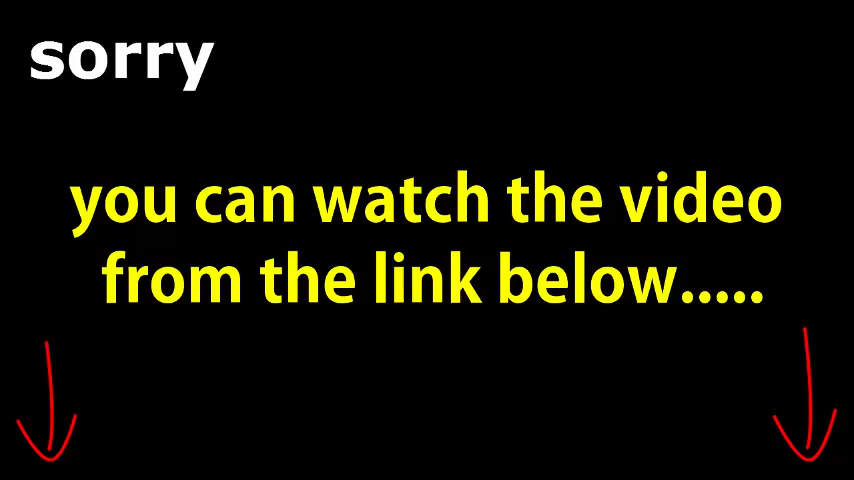 sorry
you can watch the video
from the link below.....